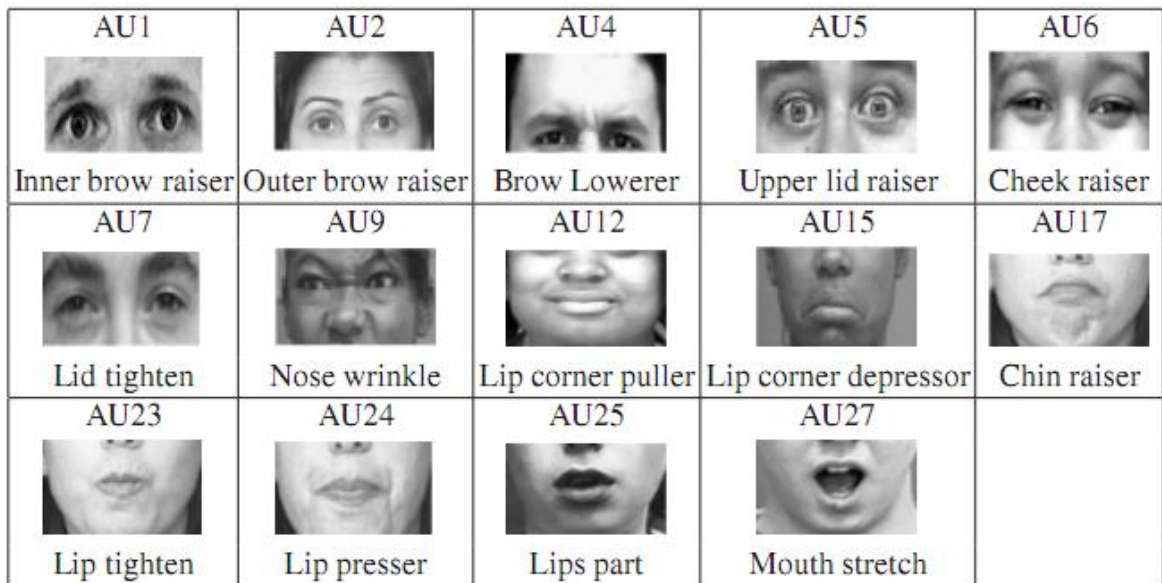 AU1 AU2 AU4 AU5 AU6
Inner brow raiser Outer brow raiser Brow Lowerer Upper lid raiser Cheek raiser
AU7 AU9 AU12 AU15 AU17
Lid tighten Nose wrinkle Lip corner puller Lip corner depressor Chin raiser
AU23 AU24 AU25 AU27
Lip tighten Lip presser Lips part Mouth stretch